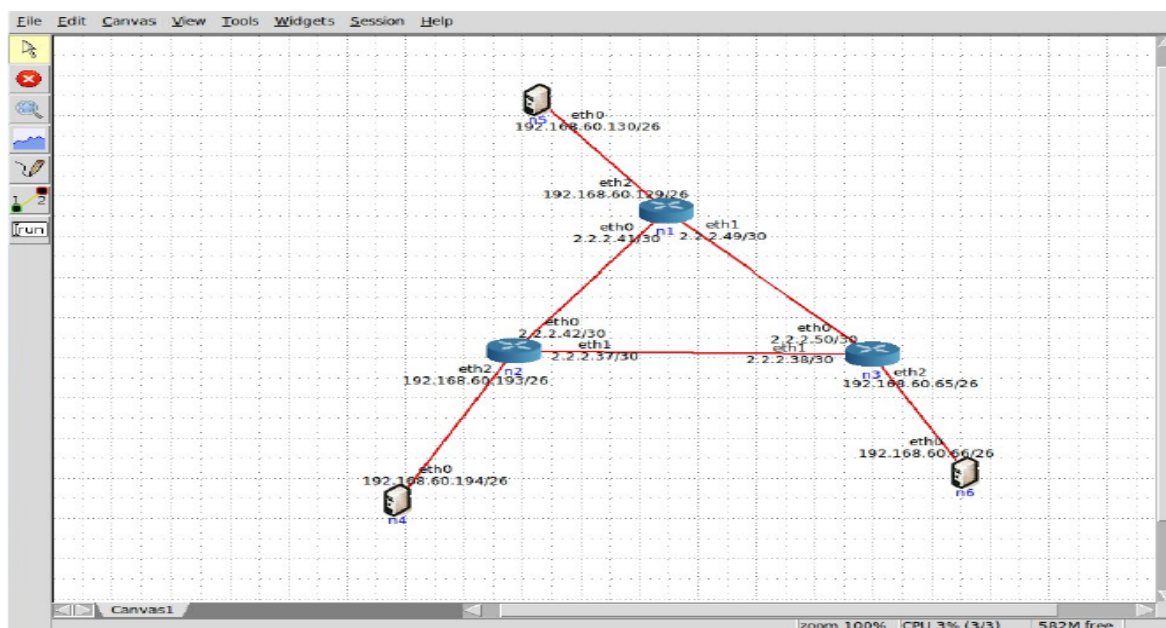 File Edit Canvas View Tools Widgets Session Help
eth0
n5
192.168.60.130/26
eth2
192.168.60.129/26
eth0
eth1
2.2.2.41/30
n1
2.2.2.49/30
eth0
2.2.2.42/30
eth0
2.2.2.50/30
eth1
2.2.2.37/30
eth1
2.2.2.38/30
n2
eth2
192.168.60.193/26
n3
eth2
192.168.60.65/26
eth0
192.168.60.194/26
n4
eth0
192.168.60.66/26
n6
1 2
run
Canvas1
zoom 100% CPU 3% (3/3) 582M free